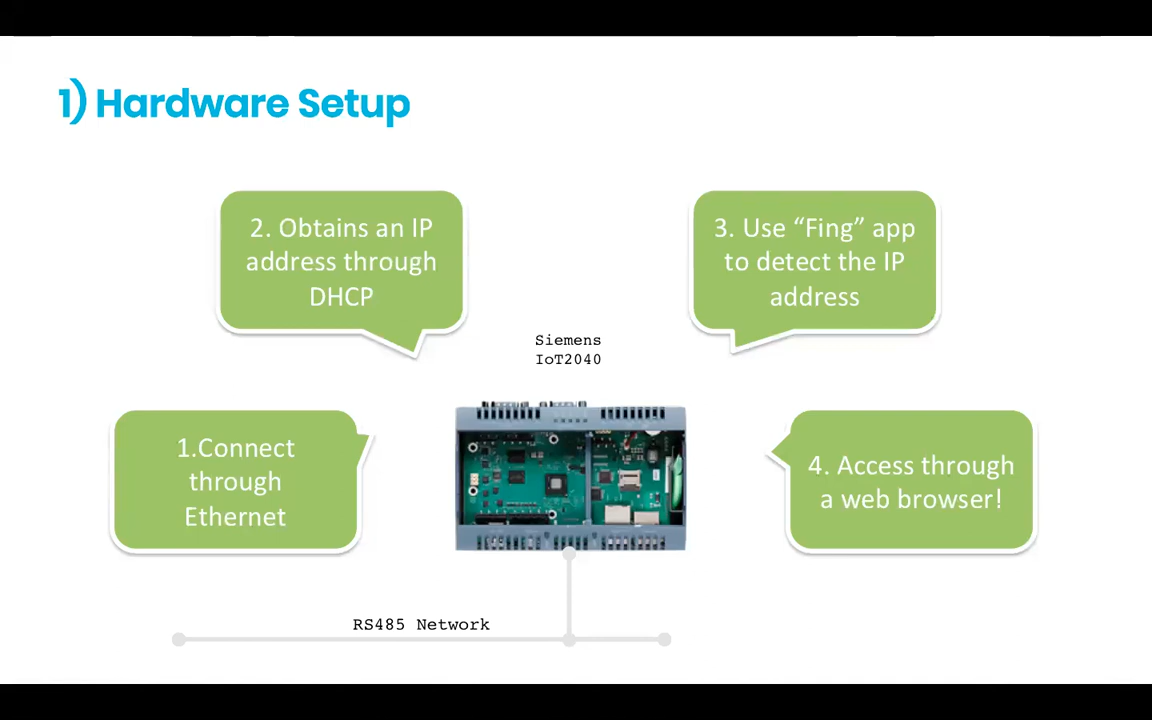 1) Hardware Setup
2. Obtains an IP
address through
DHCP
3. Use “Fing” app
to detect the IP
address
Siemens
IoT2040
1.Connect
through
Ethernet
4. Access through
a web browser!
RS485 Network